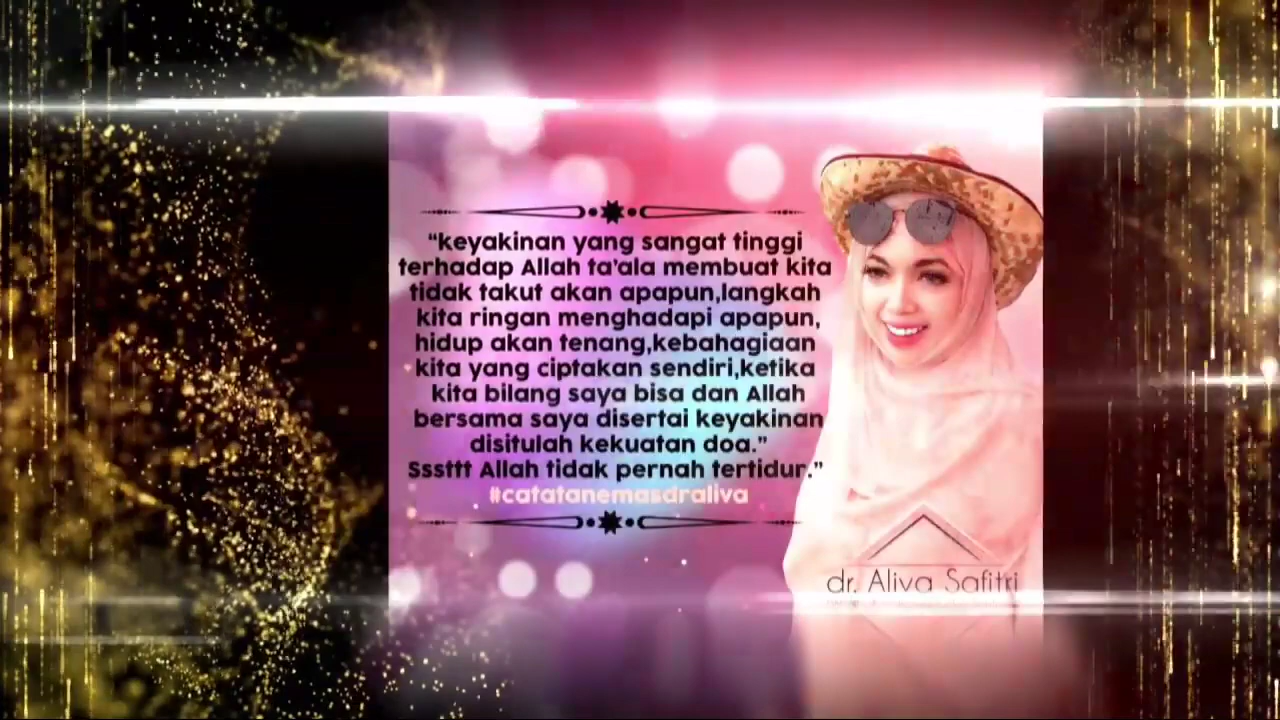 “keyakinan yang sangat tinggi
terhadap Allah ta’ala membuat kita
tidak takut akan apapun,langkah
kita ringan menghadapi apapun,
hidup akan tenang,kebahagiaan
kita yang ciptakan sendiri,ketika
kita bilang saya bisa dan Allah
bersama saya disertai keyakinan
disitulah kekuatan doa.”
Sssttt Allah tidak pernah tertidur.”
#catatanemasdraliva
dr. Aliva Safitri